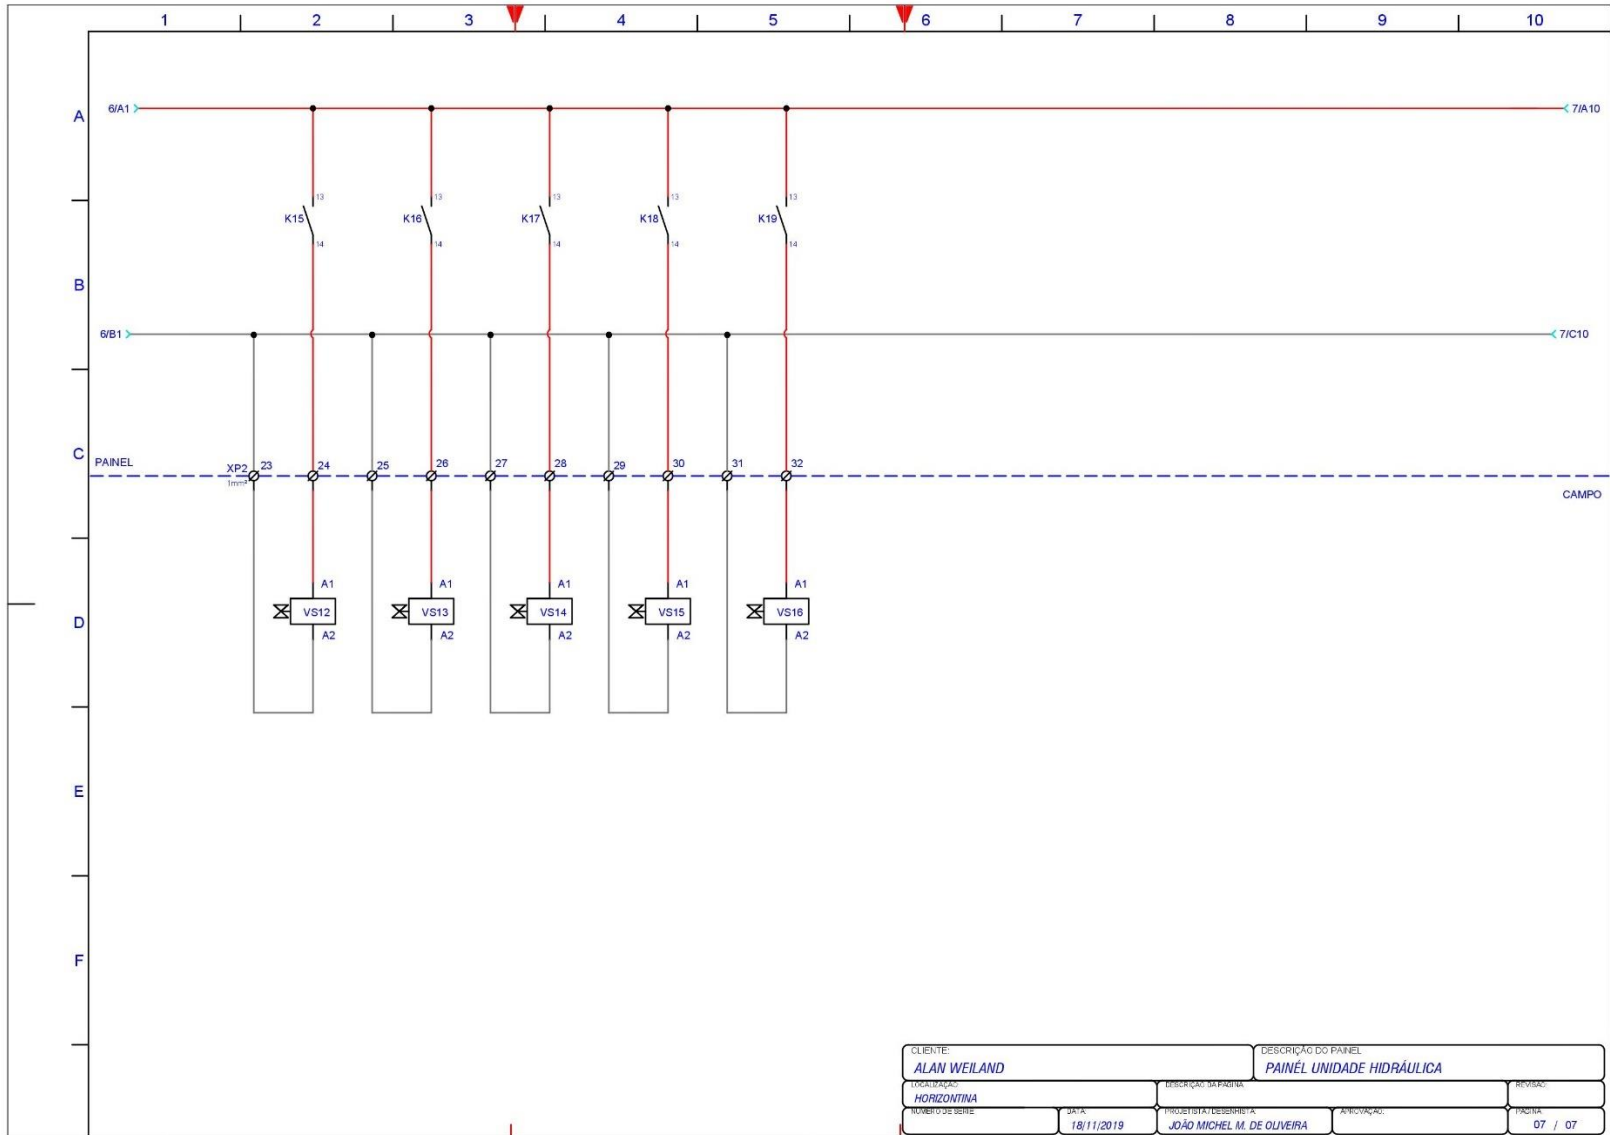 1 2 3 4 5 6 7 8 9 10
A
6/A1 7/A10
13 13 13 13 13
K15 K16 K17 K18 K19
14 14 14 14 14
B
6/B1 7/C10
C
PAINEL XP2 23 24 25 26 27 28 29 30 31 32
1mm²
CAMPO
A1 A1 A1 A1 A1
D
VS12 VS13 VS14 VS15 VS16
A2 A2 A2 A2 A2
E
F
CLIENTE: DESCRIÇÃO DO PAINEL
ALAN WEILAND PAINÉL UNIDADE HIDRÁULICA
LOCALIZAÇÃO: DESCRIÇÃO DA PAGINA REVISÃO:
HORIZONTINA
NUMERO DE SERIE DATA: PROJETISTA / DESENHISTA: APROVAÇÃO: PAGINA
18/11/2019 JOÃO MICHEL M. DE OLIVEIRA 07 / 07